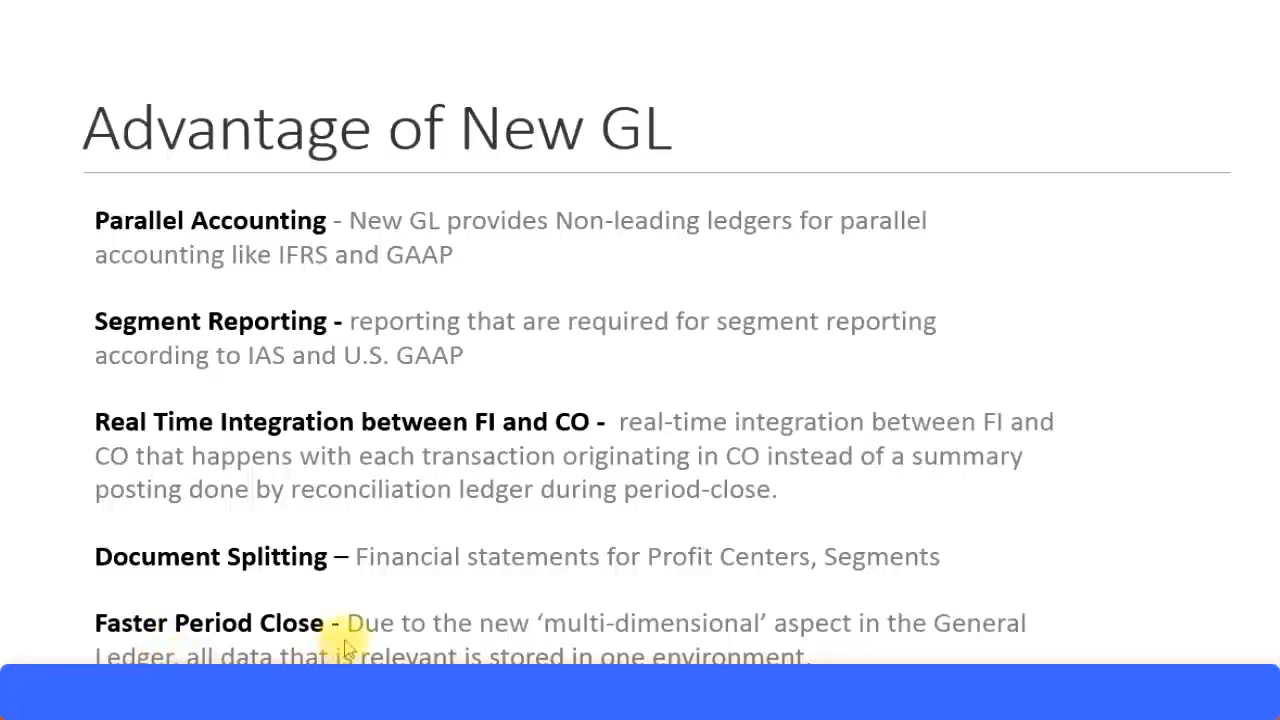 Advantage of New GL
Parallel Accounting - New GL provides Non-leading ledgers for parallel
accounting like IFRS and GAAP
Segment Reporting - reporting that are required for segment reporting
according to IAS and U.S. GAAP
Real Time Integration between FI and CO - real-time integration between FI and
CO that happens with each transaction originating in CO instead of a summary
posting done by reconciliation ledger during period-close.
Document Splitting – Financial statements for Profit Centers, Segments
Faster Period Close - Due to the new ‘multi-dimensional’ aspect in the General
Ledger, all data that is relevant is stored in one environment.